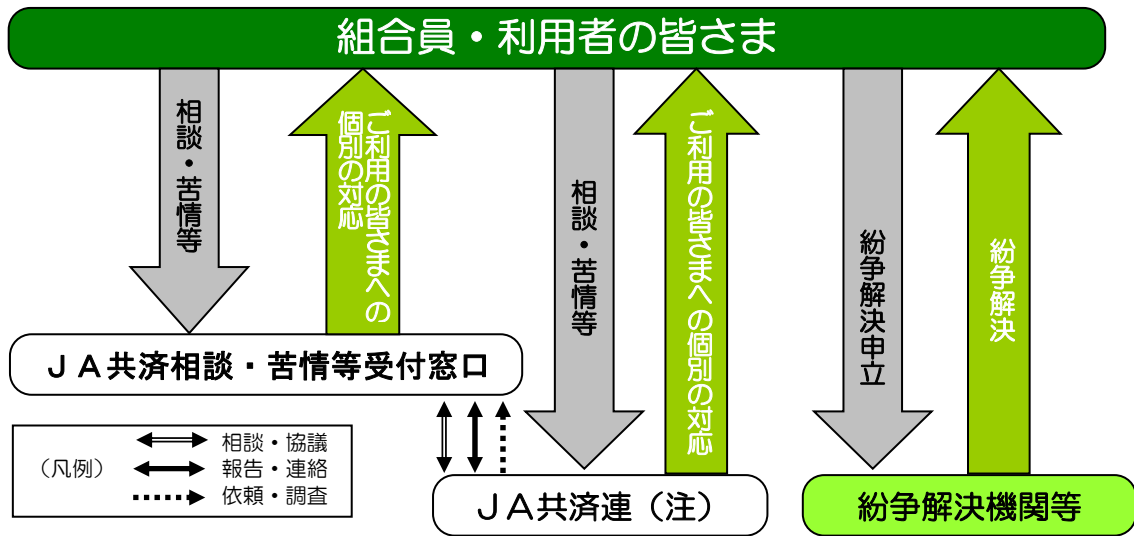 組合員・利用者の皆さま
相談・苦情等
ご利用の皆さまへの
個別の対応
相談・苦情等
ご利用の皆さまへの個別の対応
紛争解決申立
紛争解決
ＪＡ共済相談・苦情等受付窓口
（凡例）
相談・協議
報告・連絡
依頼・調査
ＪＡ共済連（注）
紛争解決機関等